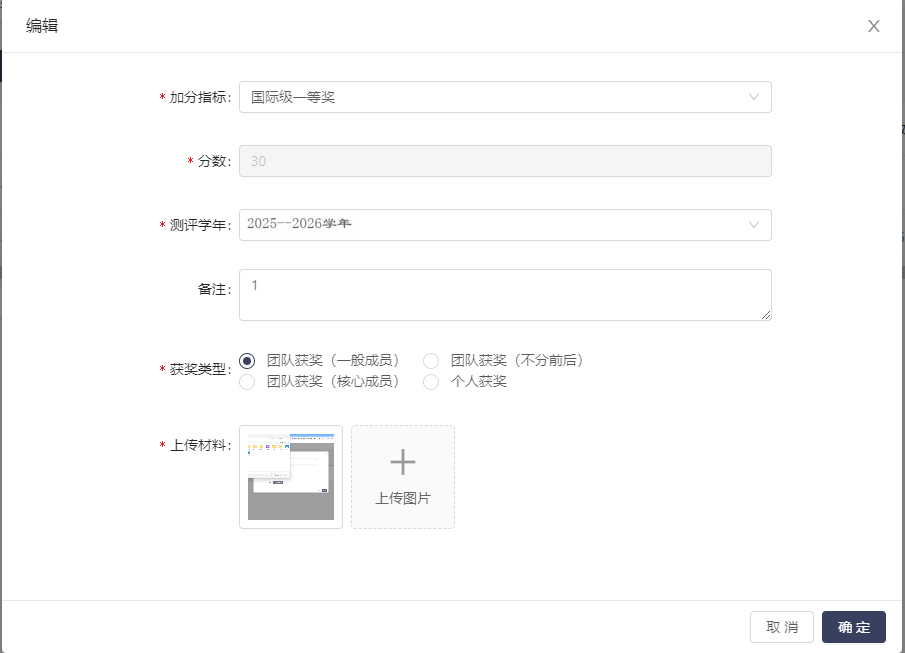 编辑
* 加分指标: 国际级一等奖
* 分数: 30
* 测评学年: 2025--2026学年
备注: 1
* 获奖类型: 团队获奖（一般成员） 团队获奖（不分前后）
团队获奖（核心成员） 个人获奖
* 上传材料:
上传图片
取消 确定